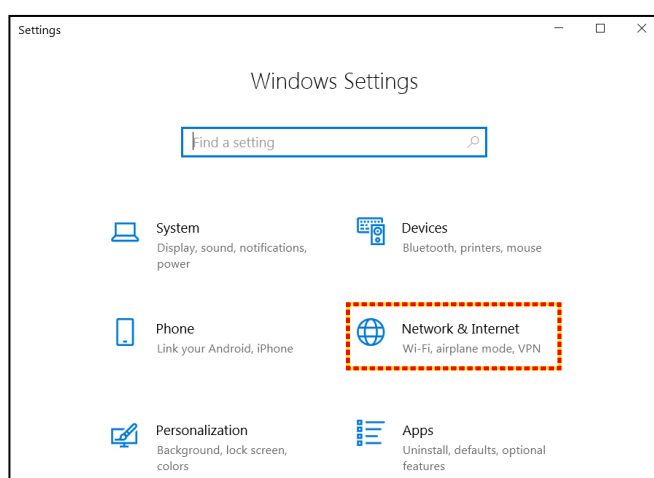 Settings
Windows Settings
Find a setting
System
Display, sound, notifications,
power
Devices
Bluetooth, printers, mouse
Phone
Link your Android, iPhone
Network & Internet
Wi-Fi, airplane mode, VPN
Personalization
Background, lock screen,
colors
Apps
Uninstall, defaults, optional
features